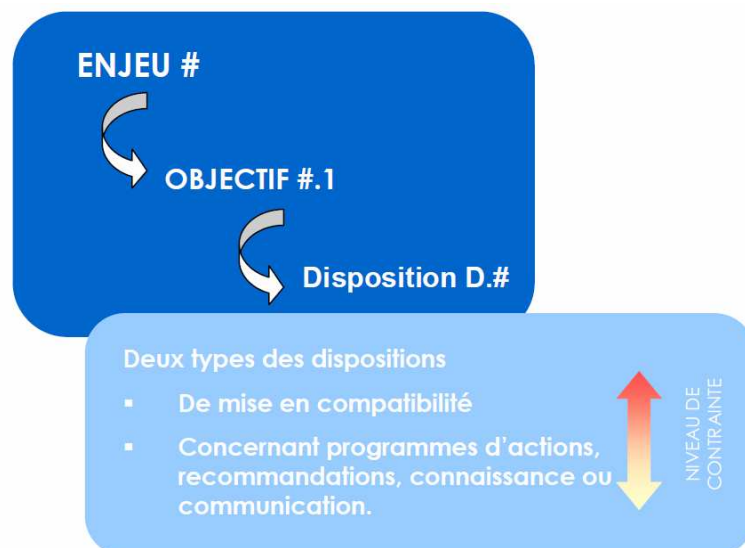 ENJEU #
OBJECTIF #.1
Disposition D.#
Deux types des dispositions
▪ De mise en compatibilité
▪ Concernant programmes d'actions,
recommandations, connaissance ou
communication.
NIVEAU DE
CONTRAINTE